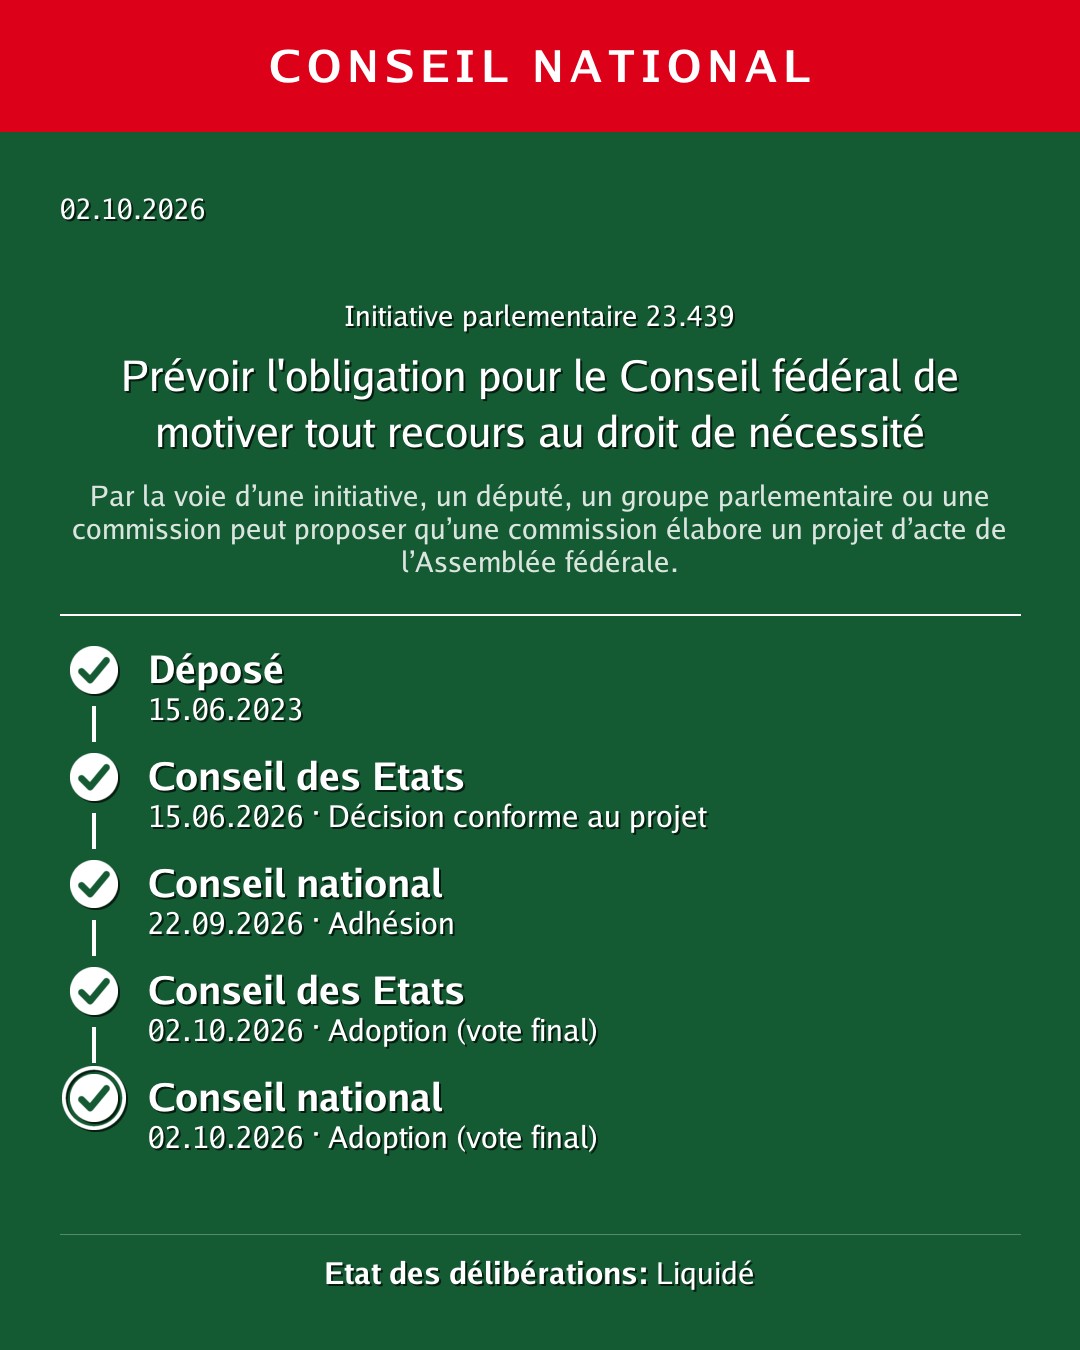 CONSEIL NATIONAL
02.10.2026
Initiative parlementaire 23.439
Prévoir l'obligation pour le Conseil fédéral de
motiver tout recours au droit de nécessité
Par la voie d’une initiative, un député, un groupe parlementaire ou une
commission peut proposer qu’une commission élabore un projet d’acte de
l’Assemblée fédérale.
Déposé
15.06.2023
Conseil des Etats
15.06.2026 · Décision conforme au projet
Conseil national
22.09.2026 · Adhésion
Conseil des Etats
02.10.2026 · Adoption (vote final)
Conseil national
02.10.2026 · Adoption (vote final)
Etat des délibérations: Liquidé